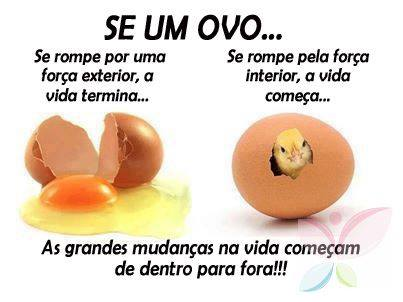 SE UM OVO...
Se rompe por uma
força exterior, a
vida termina...
Se rompe pela força
interior, a vida
começa...
As grandes mudanças na vida começam
de dentro para fora!!!